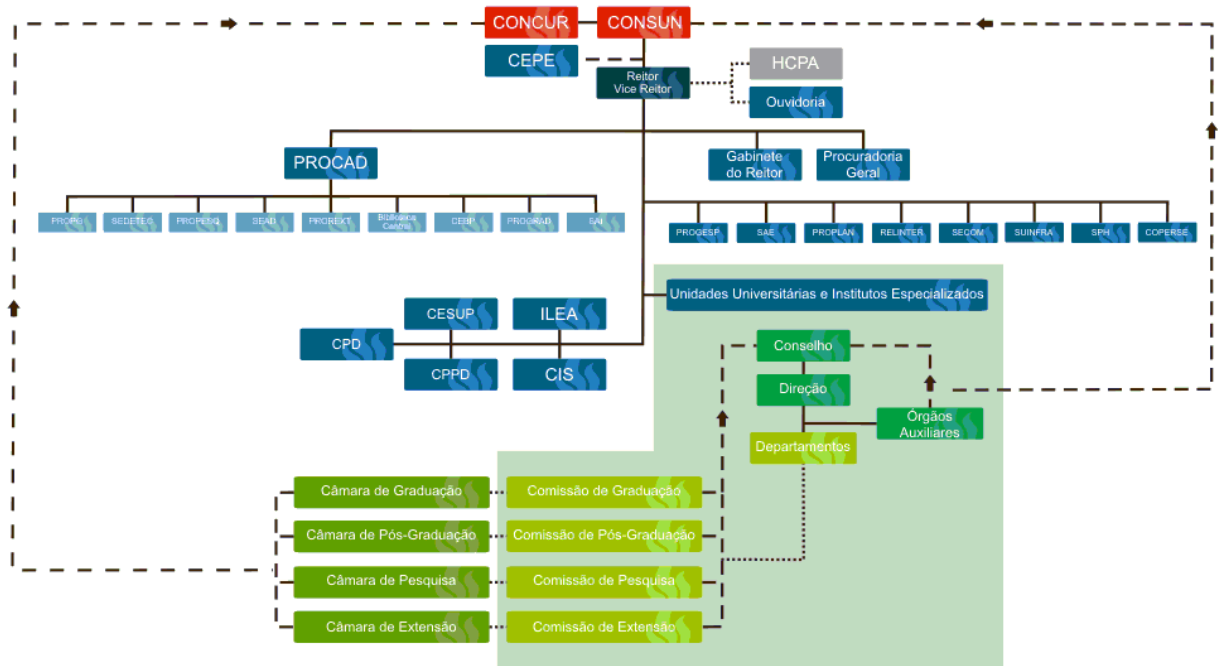 CONCUR
CONSUN
CEPE
Reitor
Vice Reitor
HCPA
Ouvidoria
PROCAD
Gabinete
do Reitor
Procuradoria
Geral
PROPG
SEDETEC
PROPESQ
SEAD
PROREXT
Biblioteca
Central
CEBP
PROGRAD
SAI
PROGESP
SAE
PROPLAN
RELINTER
SECOM
SUINFRA
SPH
COPERSE
Unidades Universitárias e Institutos Especializados
CESUP
ILEA
CPD
CPPD
CIS
Conselho
Direção
Órgãos
Auxiliares
Departamentos
Câmara de Graduação
Comissão de Graduação
Câmara de Pós-Graduação
Comissão de Pós-Graduação
Câmara de Pesquisa
Comissão de Pesquisa
Câmara de Extensão
Comissão de Extensão